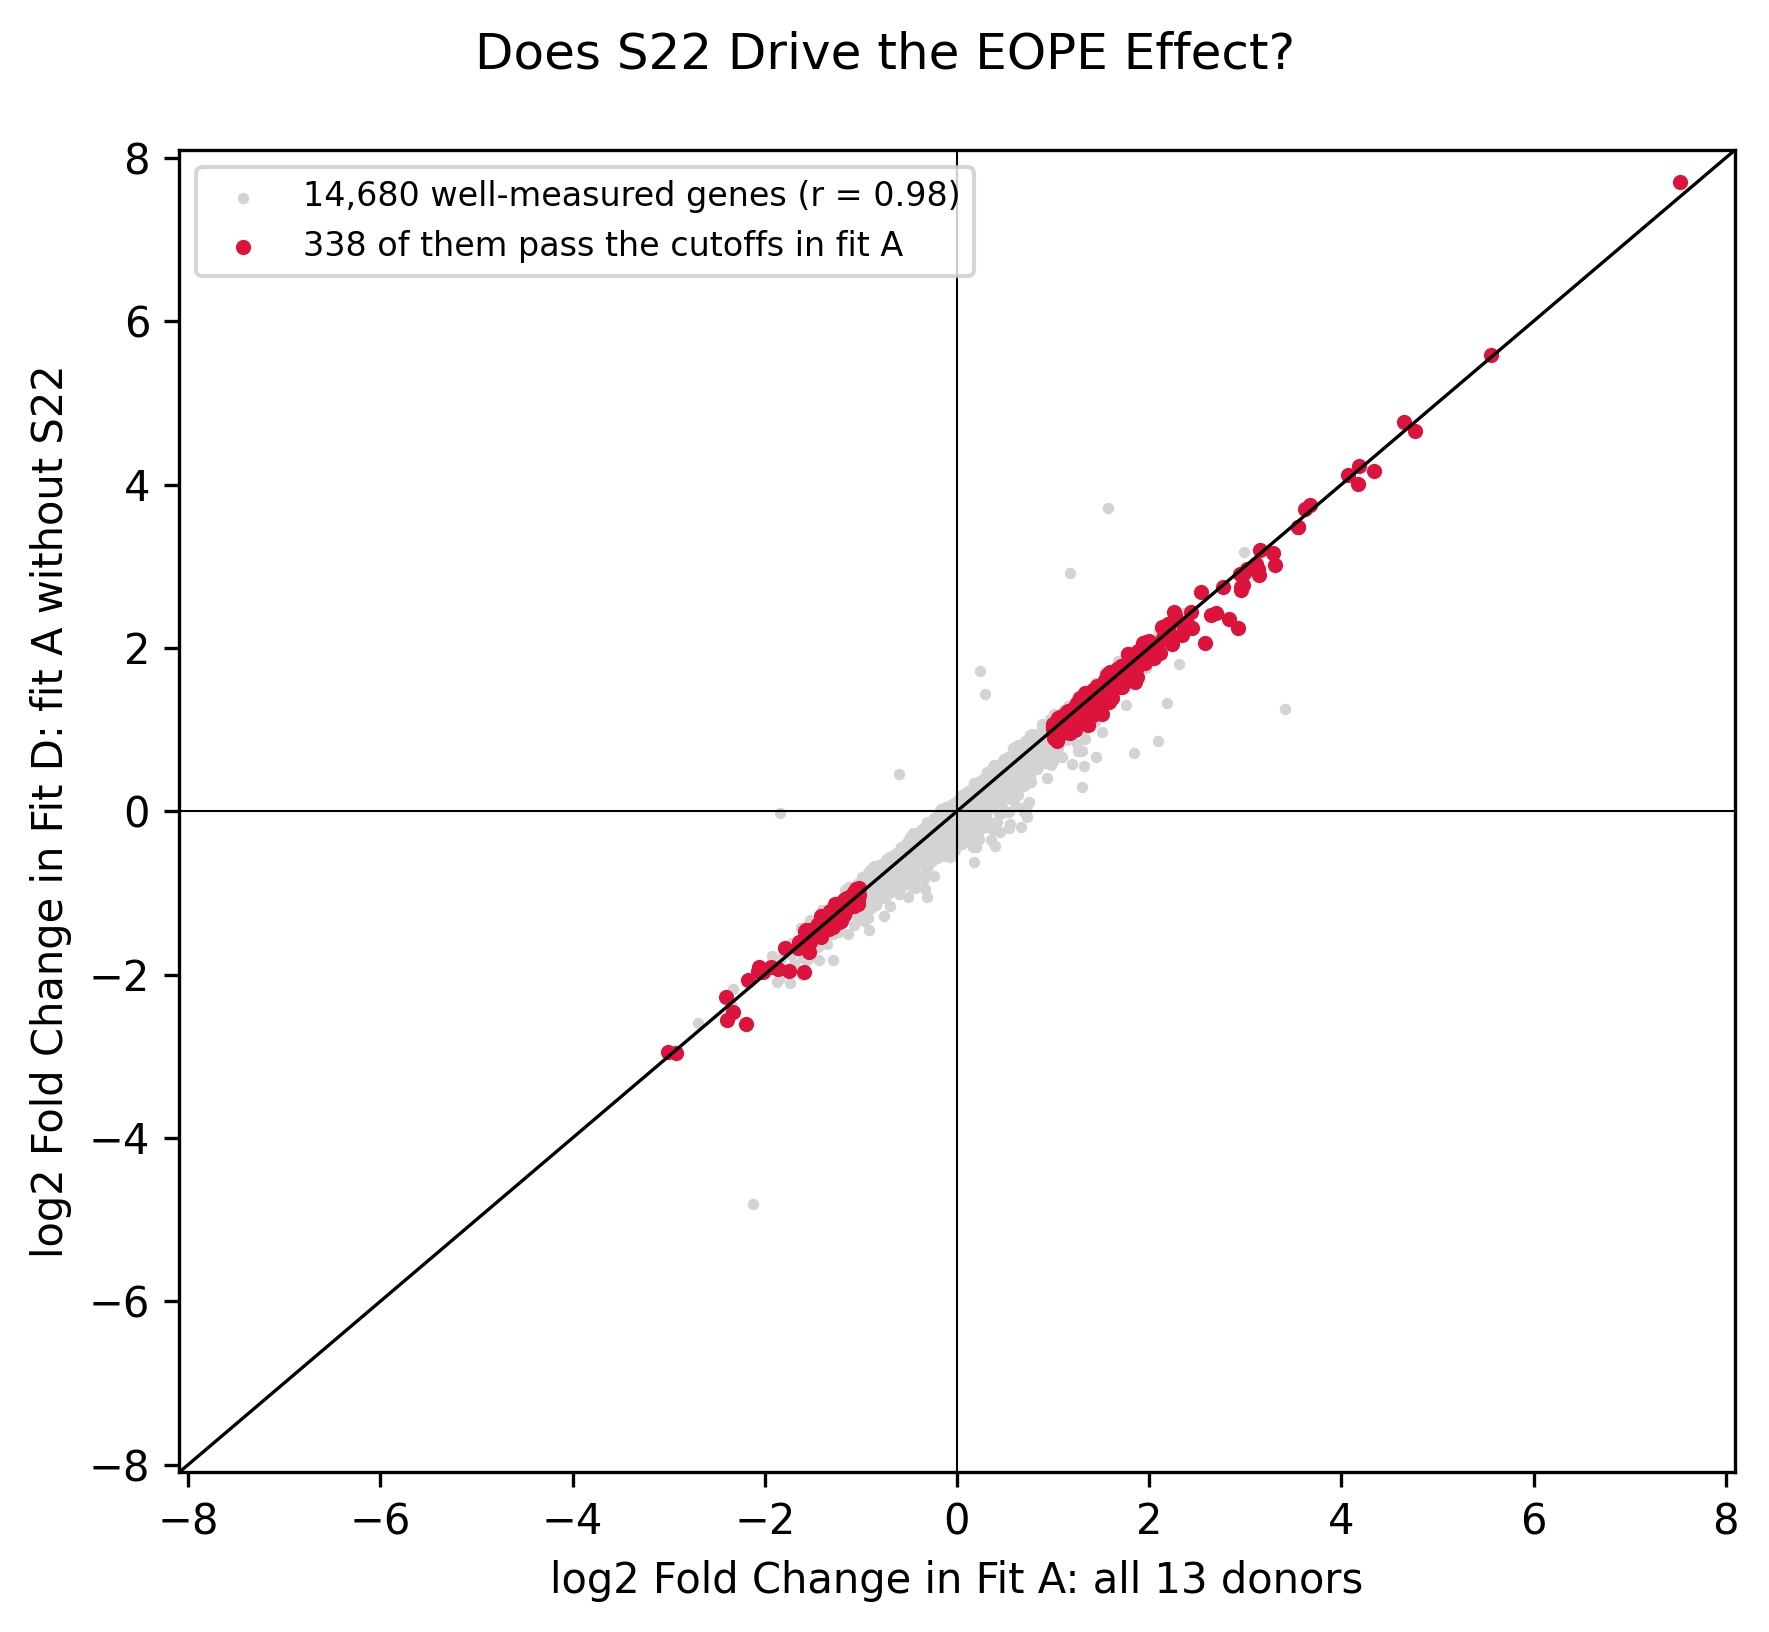 Does S22 Drive the EOPE Effect?
14,680 well-measured genes (r = 0.98)
338 of them pass the cutoffs in fit A
log2 Fold Change in Fit D: fit A without S22
8
6
4
2
0
−2
−4
−6
−8
−8 −6 −4 −2 0 2 4 6 8
log2 Fold Change in Fit A: all 13 donors